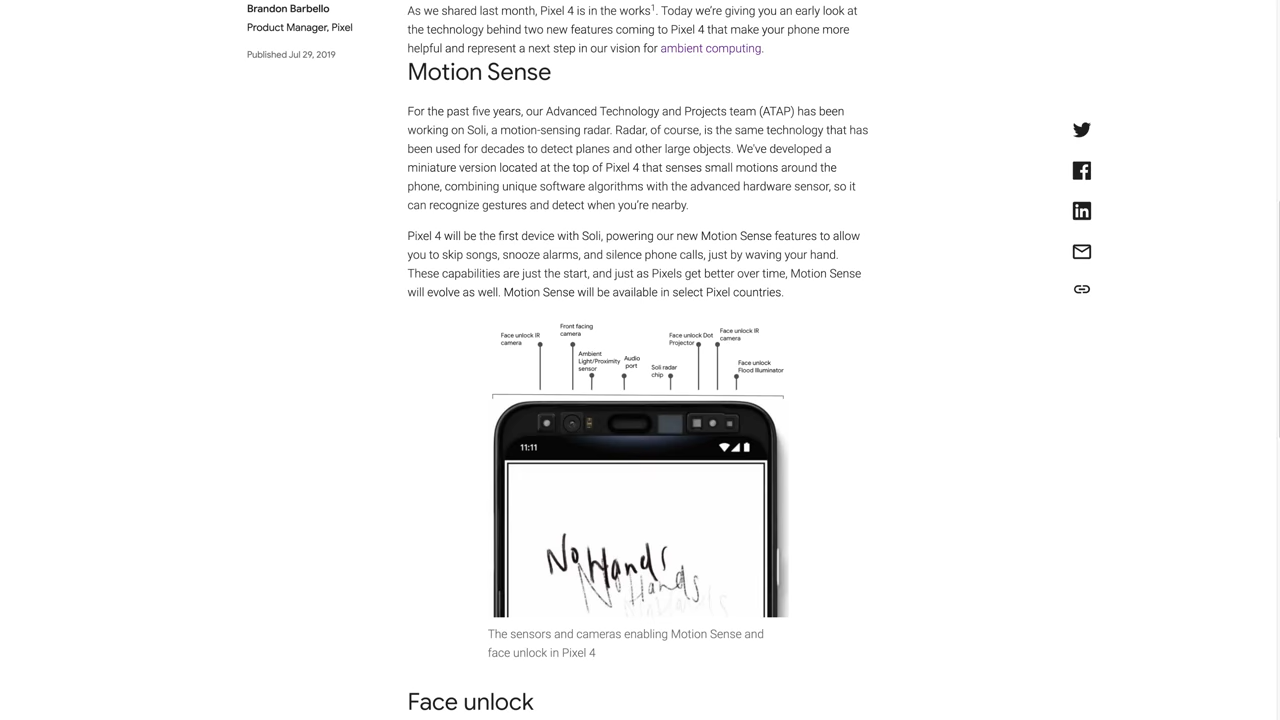 Brandon Barbello
Product Manager, Pixel
Published Jul 29, 2019
As we shared last month, Pixel 4 is in the works1. Today we're giving you an early look at
the technology behind two new features coming to Pixel 4 that make your phone more
helpful and represent a next step in our vision for ambient computing.
Motion Sense
For the past five years, our Advanced Technology and Projects team (ATAP) has been
working on Soli, a motion-sensing radar. Radar, of course, is the same technology that has
been used for decades to detect planes and other large objects. We've developed a
miniature version located at the top of Pixel 4 that senses small motions around the
phone, combining unique software algorithms with the advanced hardware sensor, so it
can recognize gestures and detect when you're nearby.
Pixel 4 will be the first device with Soli, powering our new Motion Sense features to allow
you to skip songs, snooze alarms, and silence phone calls, just by waving your hand.
These capabilities are just the start, and just as Pixels get better over time, Motion Sense
will evolve as well. Motion Sense will be available in select Pixel countries.
Face unlock IR
camera
Front facing
camera
Ambient
Light/Proximity
sensor
Audio
port
Soli radar
chip
Face unlock Dot
Projector
Face unlock IR
camera
Face unlock
Flood Illuminator
11:11
No Hands
No Hands
The sensors and cameras enabling Motion Sense and
face unlock in Pixel 4
Face unlock